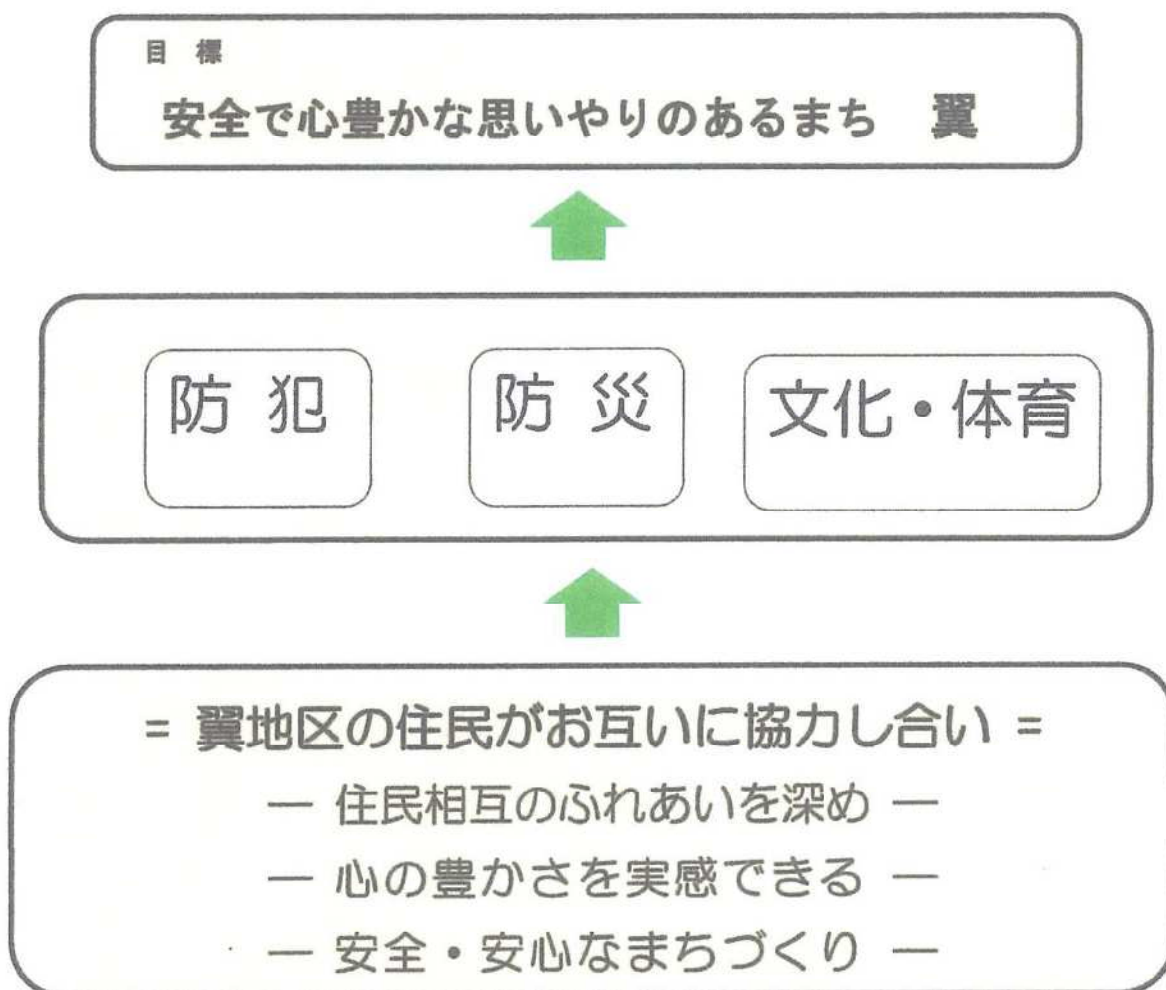 目 標
安全で心豊かな思いやりのあるまち 翼
防 犯
防 災
文化・体育
= 翼地区の住民がお互いに協力し合い =
― 住民相互のふれあいを深め ―
― 心の豊かさを実感できる ―
― 安全・安心なまちづくり ―